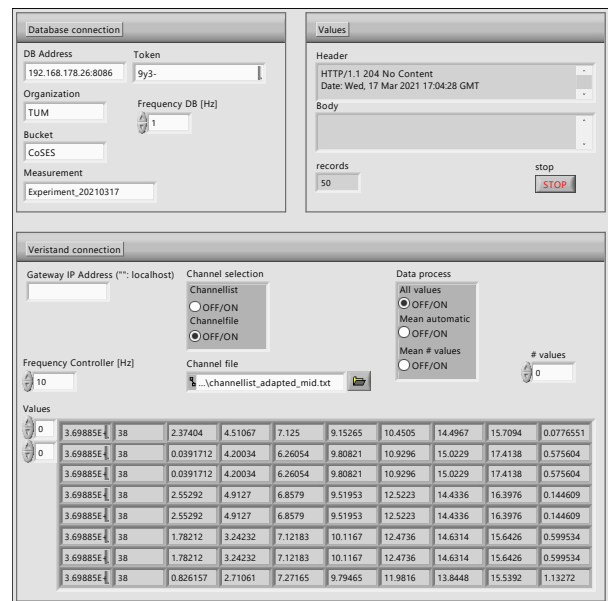 Database connection
DB Address
Token
192.168.178.26:8086
9y3-
Organization
TUM
Frequency DB [Hz]
1
Bucket
CoSES
Measurement
Experiment_20210317
Values
Header
HTTP/1.1 204 No Content
Date: Wed, 17 Mar 2021 17:04:28 GMT
Body
records
50
stop
STOP
Veristand connection
Gateway IP Address ("": localhost)
Channel selection
Channellist
OFF/ON
Channelfile
OFF/ON
Data process
All values
OFF/ON
Mean automatic
OFF/ON
Mean # values
OFF/ON
# values
0
Frequency Controller [Hz]
10
Channel file
...\channellist_adapted_mid.txt
Values
0
0
3.69885E+ 38 2.37404 4.51067 7.125 9.15265 10.4505 14.4967 15.7094 0.0776551
3.69885E+ 38 0.0391712 4.20034 6.26054 9.80821 10.9296 15.0229 17.4138 0.575604
3.69885E+ 38 0.0391712 4.20034 6.26054 9.80821 10.9296 15.0229 17.4138 0.575604
3.69885E+ 38 2.55292 4.9127 6.8579 9.51953 12.5223 14.4336 16.3976 0.144609
3.69885E+ 38 2.55292 4.9127 6.8579 9.51953 12.5223 14.4336 16.3976 0.144609
3.69885E+ 38 1.78212 3.24232 7.12183 10.1167 12.4736 14.6314 15.6426 0.599534
3.69885E+ 38 1.78212 3.24232 7.12183 10.1167 12.4736 14.6314 15.6426 0.599534
3.69885E+ 38 0.826157 2.71061 7.27165 9.79465 11.9816 13.8448 15.5392 1.13272